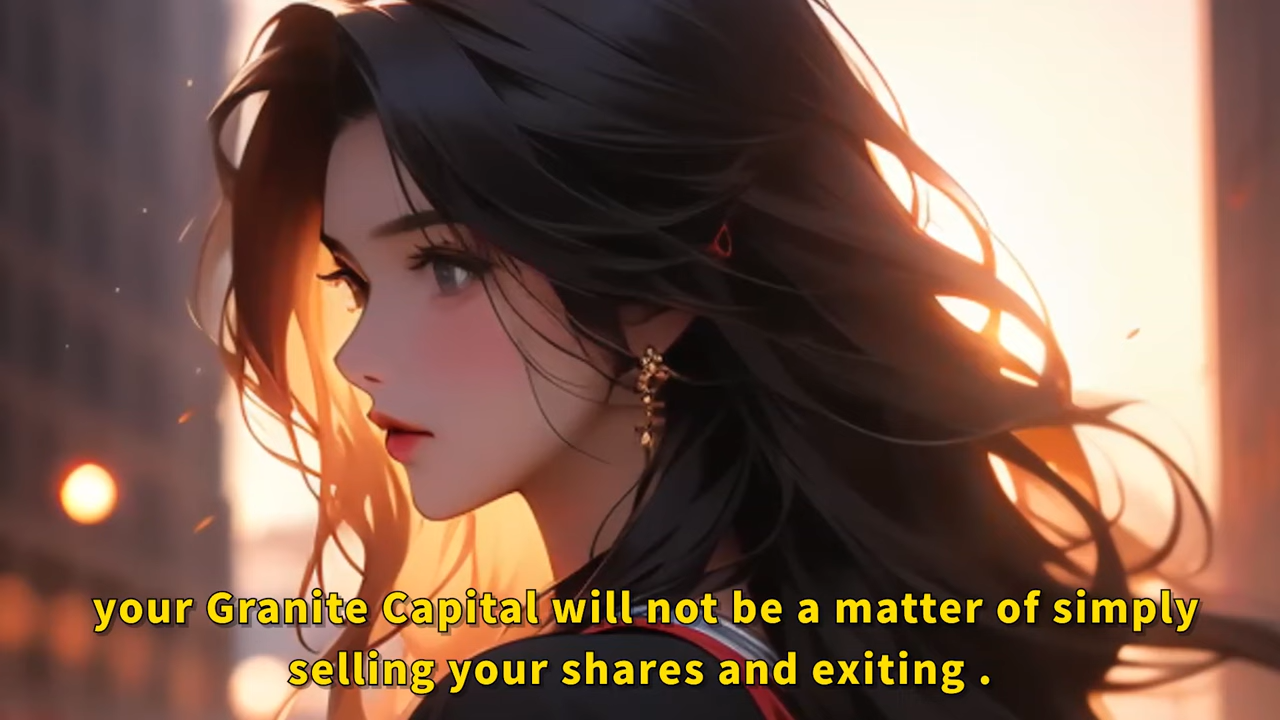 your Granite Capital will not be a matter of simply
selling your shares and exiting .